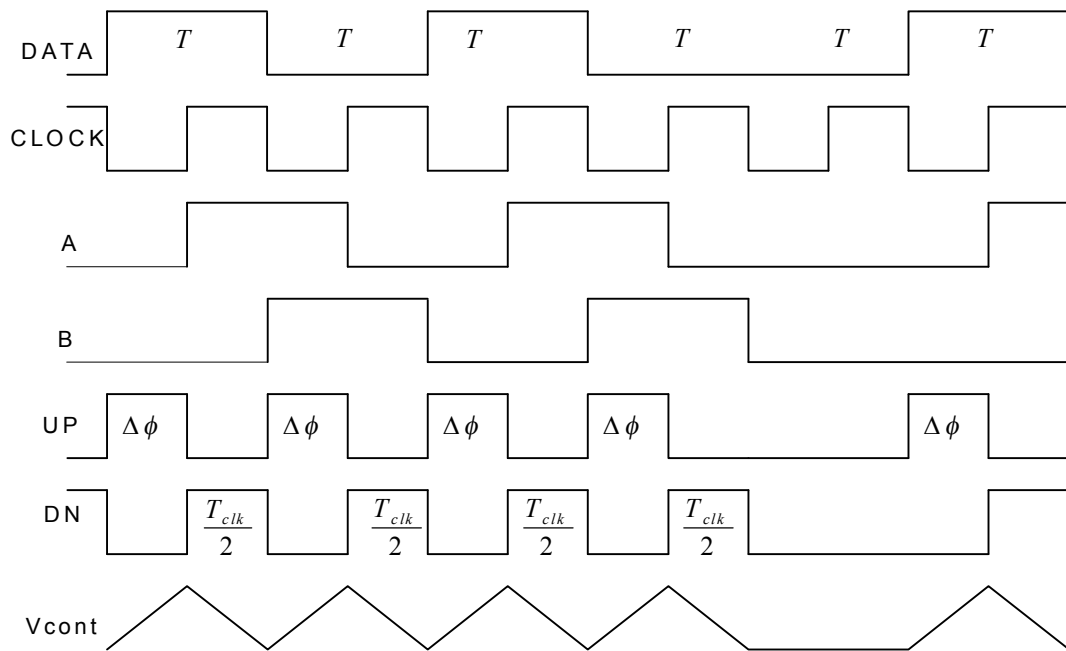 DATA T T T T T T
CLOCK
A
B
UP Δϕ Δϕ Δϕ Δϕ Δϕ
DN T_clk/2 T_clk/2 T_clk/2 T_clk/2
Vcont